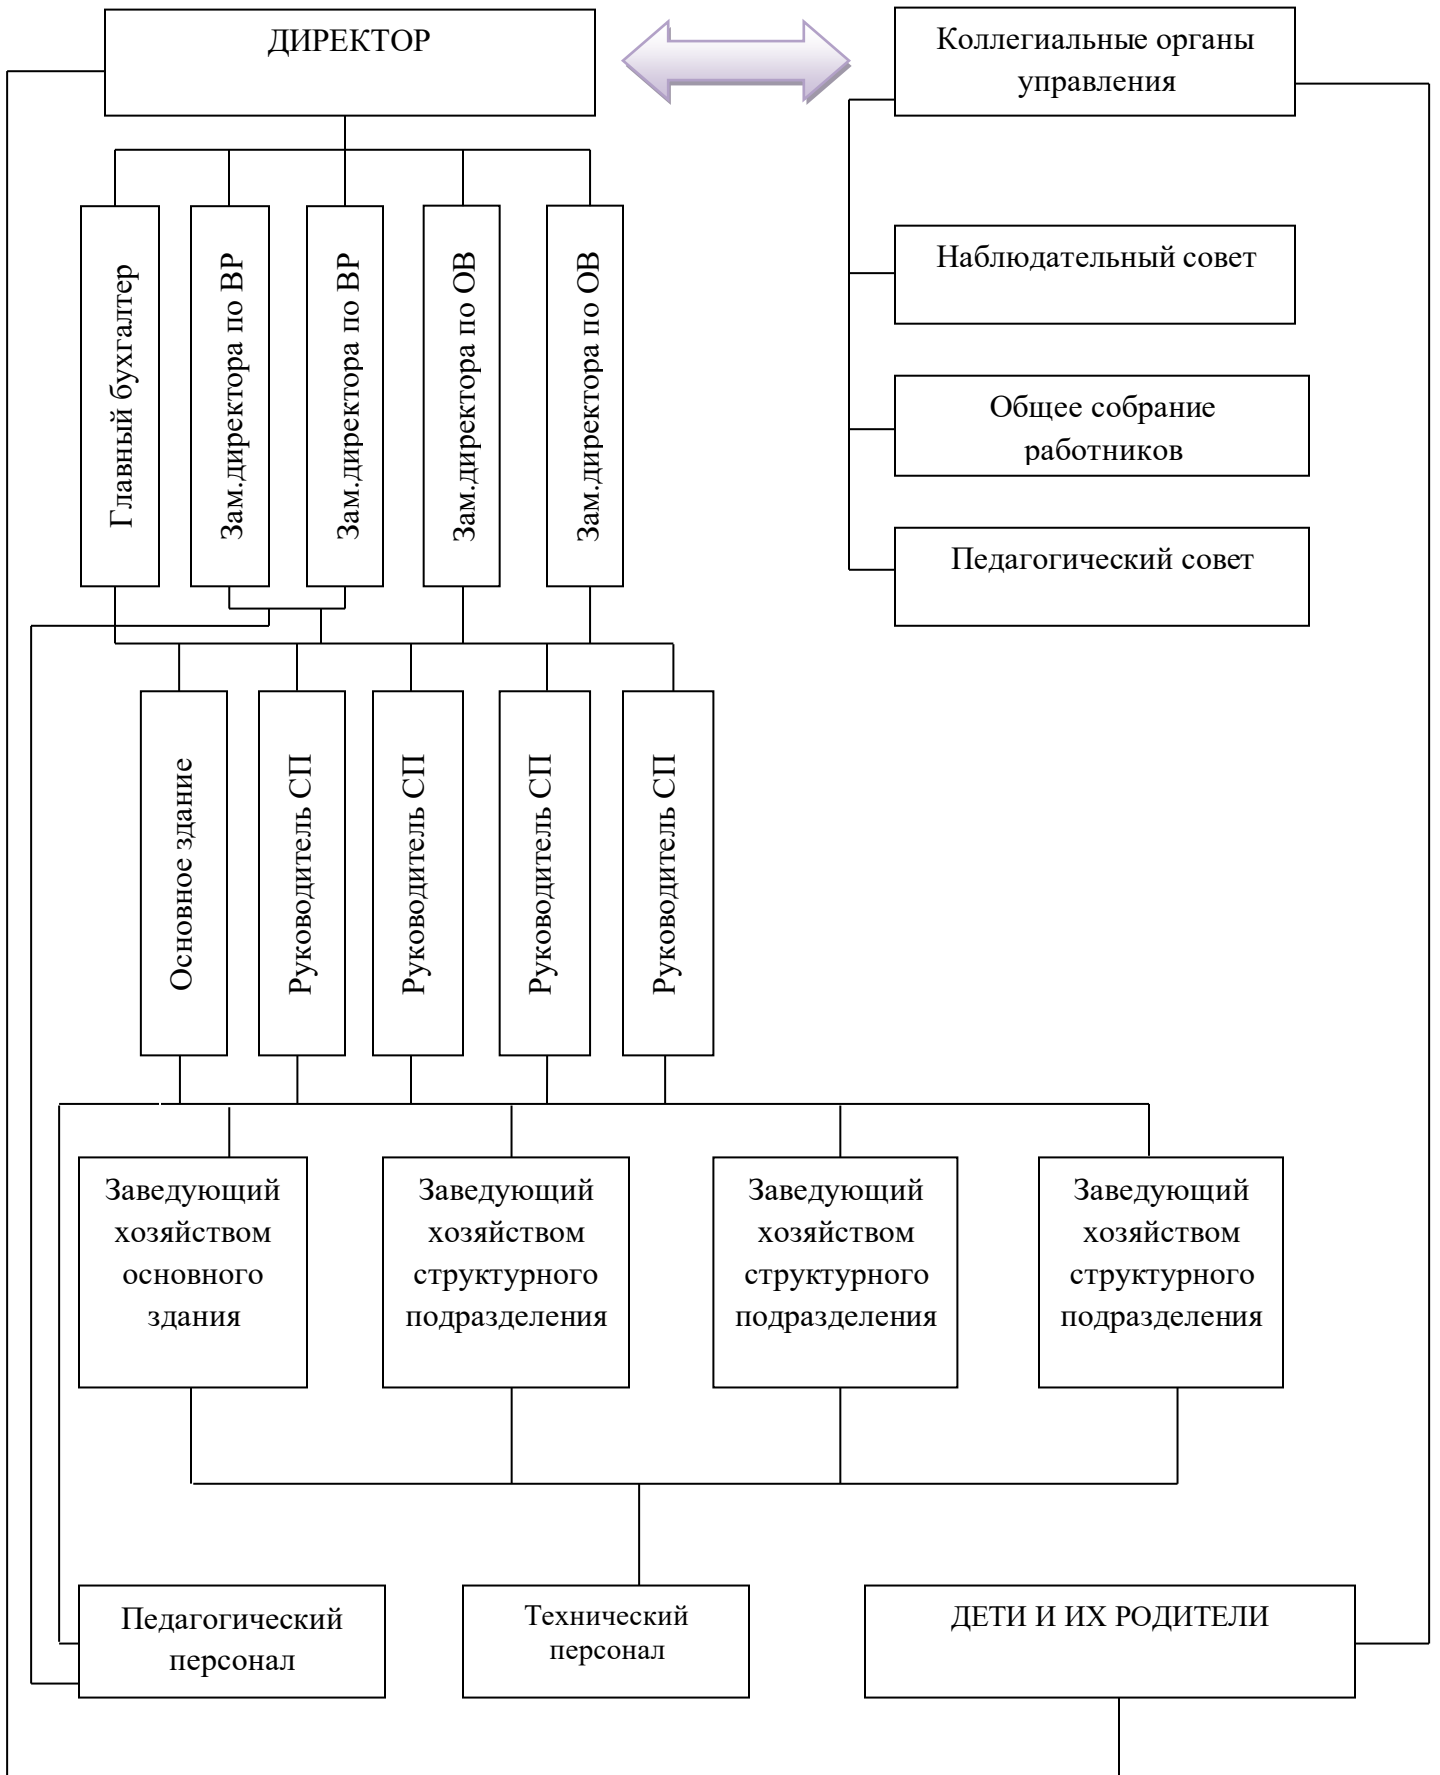 ДИРЕКТОР
Коллегиальные органы
управления
Главный бухгалтер
Зам.директора по ВР
Зам.директора по ВР
Зам.директора по ОВ
Зам.директора по ОВ
Наблюдательный совет
Общее собрание
работников
Педагогический совет
Основное здание
Руководитель СП
Руководитель СП
Руководитель СП
Руководитель СП
Заведующий
хозяйством
основного
здания
Заведующий
хозяйством
структурного
подразделения
Заведующий
хозяйством
структурного
подразделения
Заведующий
хозяйством
структурного
подразделения
Педагогический
персонал
Технический
персонал
ДЕТИ И ИХ РОДИТЕЛИ